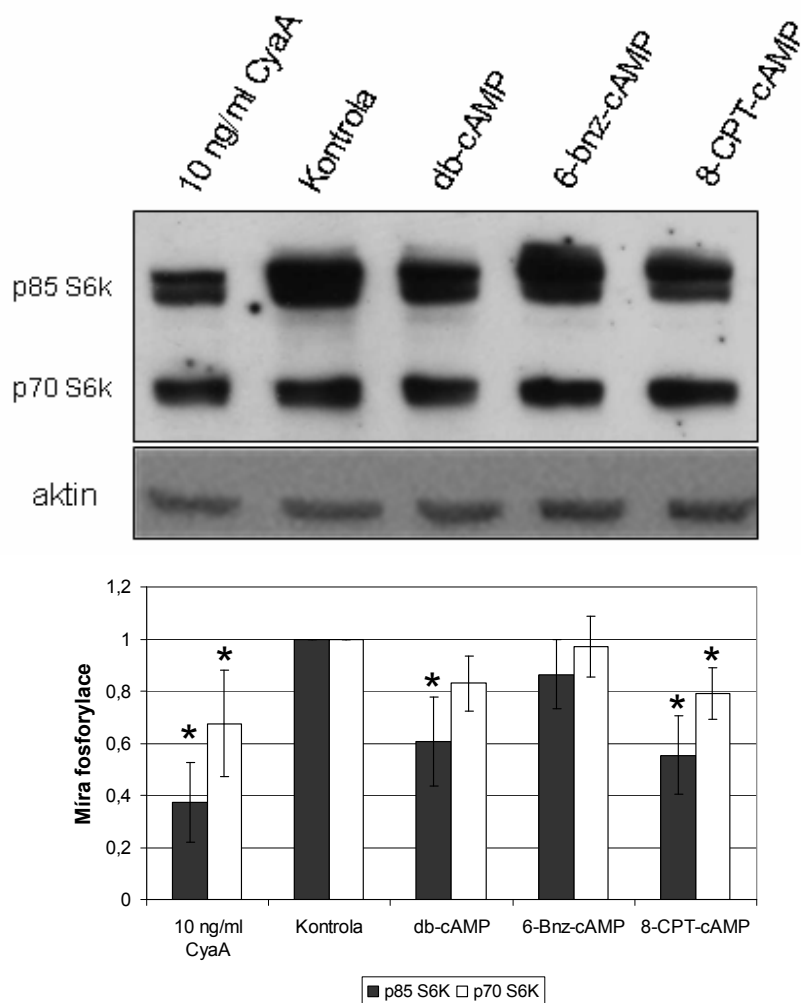 10 ng/ml CyaA
Kontrola
db-cAMP
6-bnz-cAMP
8-CPT-cAMP
p85 S6k
p70 S6k
aktin
Míra fosforylace
1,2
1
0,8
0,6
0,4
0,2
0
* * * * *
10 ng/ml
CyaA
Kontrola
db-cAMP
6-Bnz-cAMP
8-CPT-cAMP
p85 S6K
p70 S6K